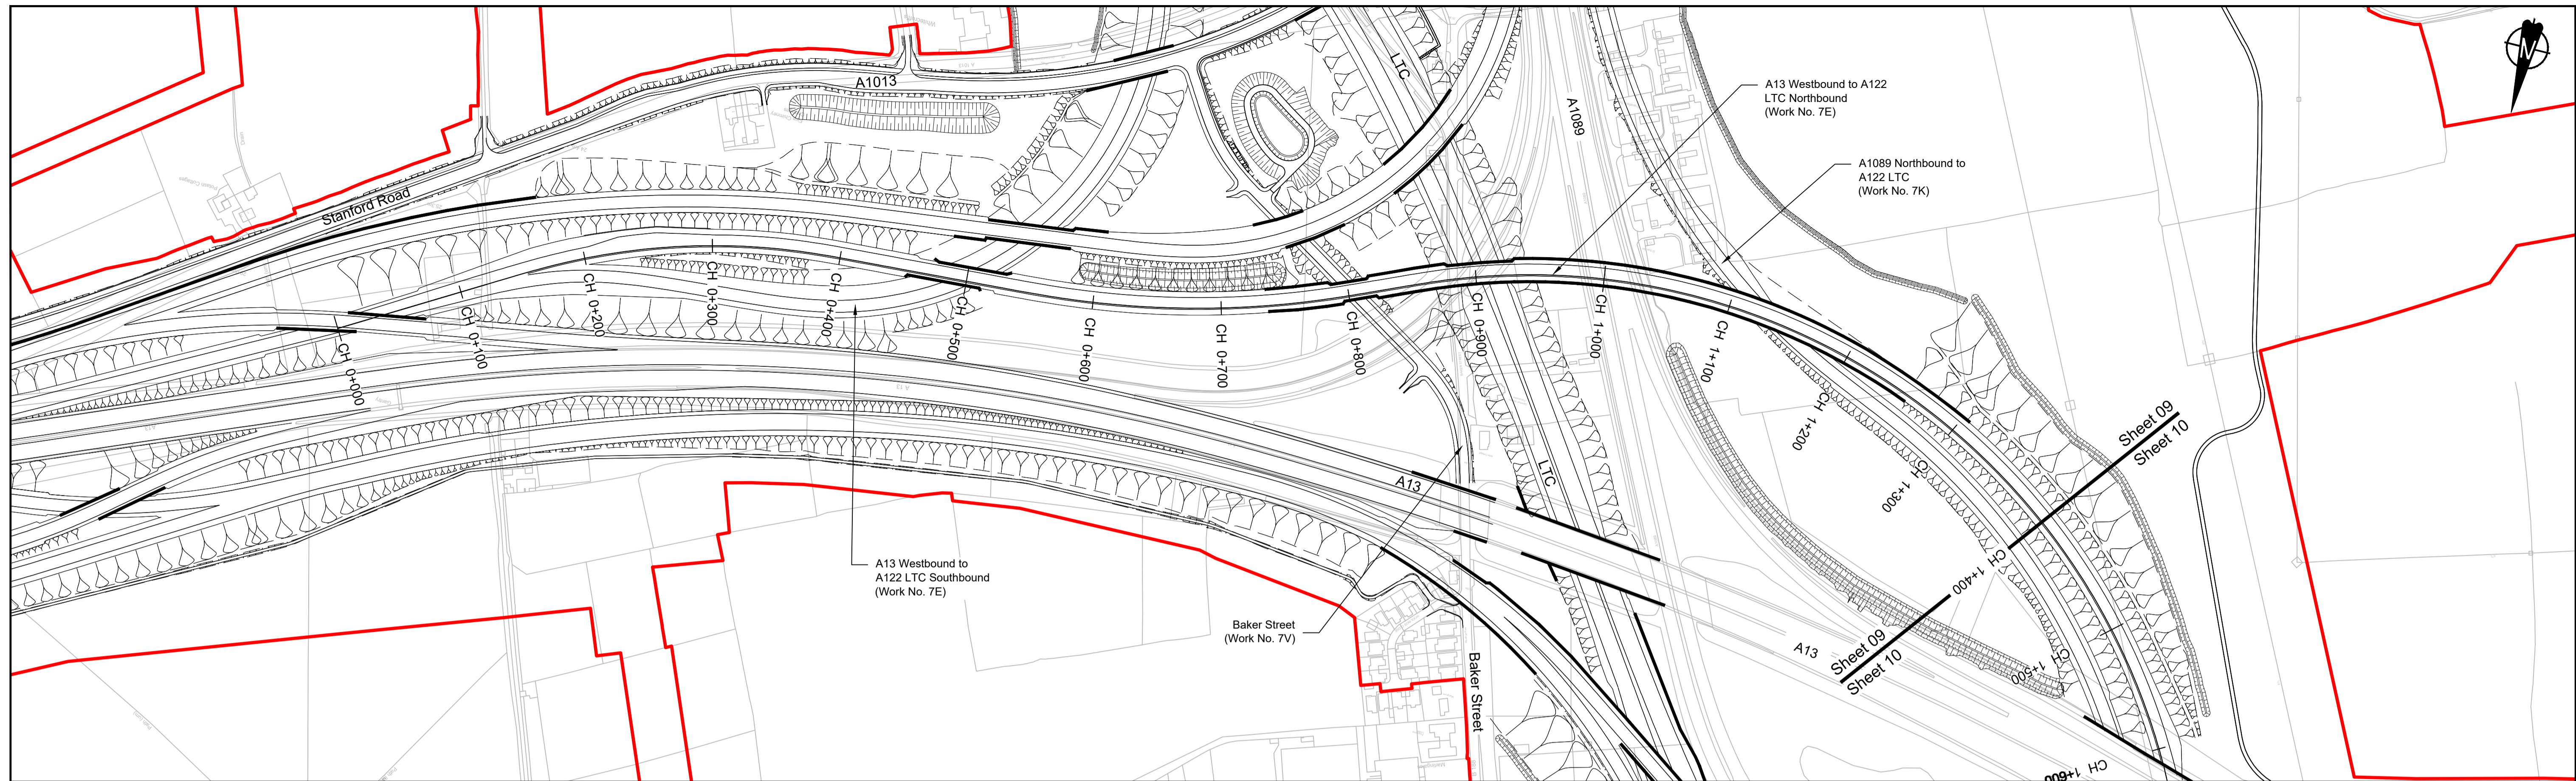 N
A1013
LTC
A1089
A13 Westbound to A122
LTC Northbound
(Work No. 7E)
A1089 Northbound to
A122 LTC
(Work No. 7K)
Stanford Road
CH 0+000
CH 0+100
CH 0+200
CH 0+300
CH 0+400
CH 0+500
CH 0+600
CH 0+700
CH 0+800
CH 0+900
CH 1+000
CH 1+100
CH 1+200
CH 1+300
CH 1+400
CH 1+500
CH 1+600
Sheet 09
Sheet 10
LTC
A13
A13 Westbound to
A122 LTC Southbound
(Work No. 7E)
Baker Street
(Work No. 7V)
Baker Street
A13
Sheet 09
Sheet 10
A 13
A 1013